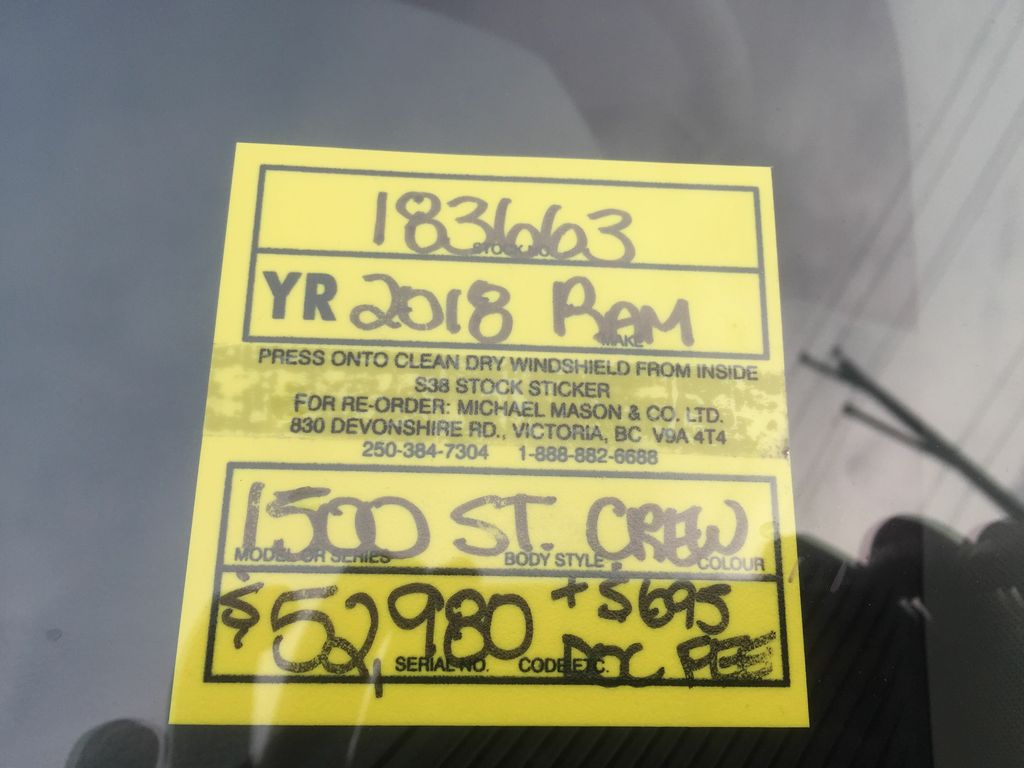 183663
STOCK NO.
YR 2018 RAM
MAKE
PRESS ONTO CLEAN DRY WINDSHIELD FROM INSIDE
S38 STOCK STICKER
FOR RE-ORDER: MICHAEL MASON & CO. LTD.
830 DEVONSHIRE RD., VICTORIA, BC V9A 4T4
250-384-7304 1-888-882-6688
1500 ST. CREW
MODEL OR SERIES BODY STYLE COLOUR
$52,980 + $695
DOC FEE
SERIAL NO. CODE ETC.